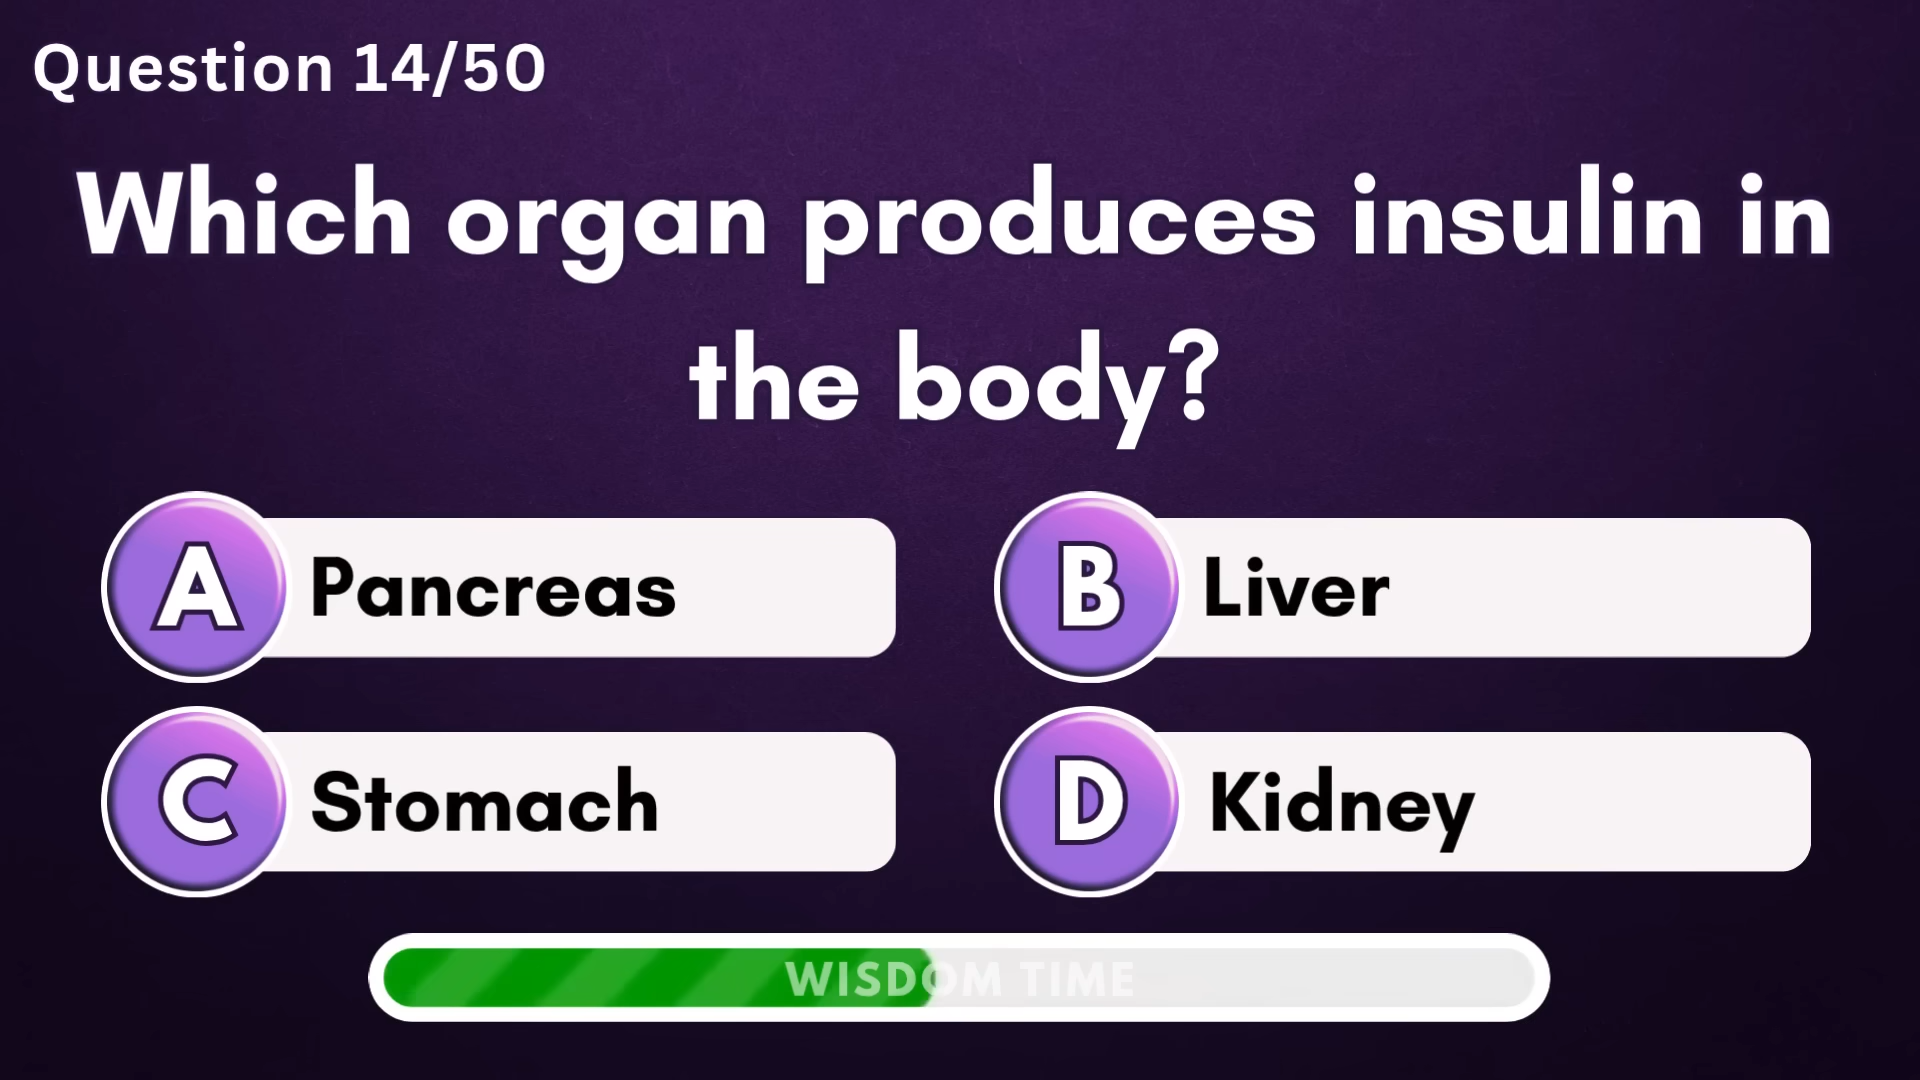 Question 14/50
Which organ produces insulin in
the body?
A Pancreas
B Liver
C Stomach
D Kidney
WISDOM TIME